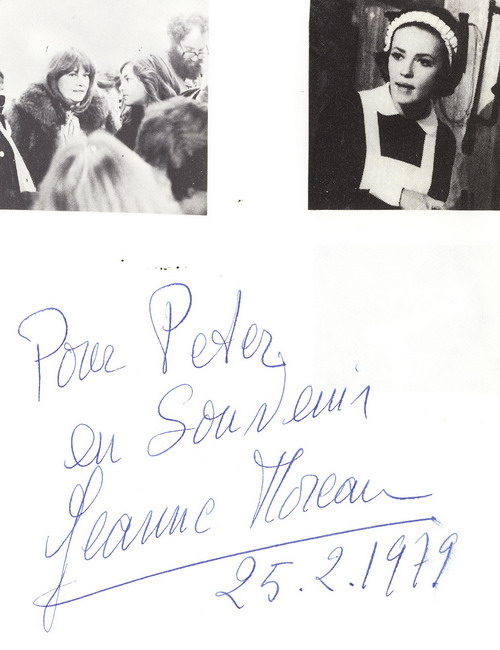 Pour Peter
en Souvenir
Jeanne Moreau
25.2.1979